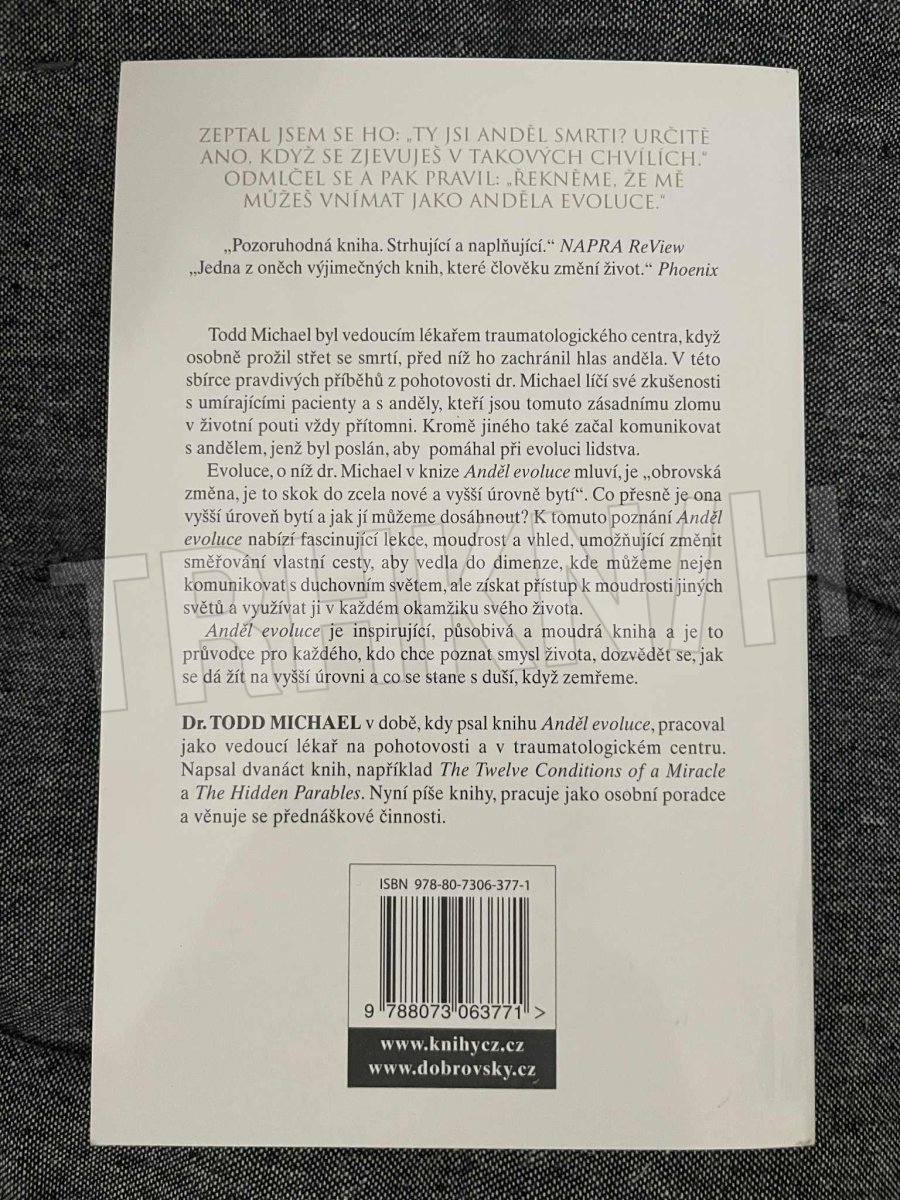 ZEPTAL JSEM SE HO: „TY JSI ANDĚL SMRTI? URČITĚ
ANO, KDYŽ SE ZJEVUJEŠ V TAKOVÝCH CHVÍLÍCH.“
ODMLČEL SE A PAK PRAVIL: „ŘEKNĚME, ŽE MĚ
MŮŽEŠ VNÍMAT JAKO ANDĚLA EVOLUCE.“
„Pozoruhodná kniha. Strhující a naplňující.“ NAPRA ReView
„Jedna z oněch výjimečných knih, které člověku změní život.“ Phoenix
Todd Michael byl vedoucím lékařem traumatologického centra, když
osobně prožil střet se smrtí, před níž ho zachránil hlas anděla. V této
sbírce pravdivých příběhů z pohotovosti dr. Michael líčí své zkušenosti
s umírajícími pacienty a s anděly, kteří jsou tomuto zásadnímu zlomu
v životní pouti vždy přítomni. Kromě jiného také začal komunikovat
s andělem, jenž byl poslán, aby pomáhal při evoluci lidstva.
Evoluce, o níž dr. Michael v knize Anděl evoluce mluví, je „obrovská
změna, je to skok do zcela nové a vyšší úrovně bytí“. Co přesně je ona
vyšší úroveň bytí a jak jí můžeme dosáhnout? K tomuto poznání Anděl
evoluce nabízí fascinující lekce, moudrost a vhled, umožňující změnit
směřování vlastní cesty, aby vedla do dimenze, kde můžeme nejen
komunikovat s duchovním světem, ale získat přístup k moudrosti jiných
světů a využívat ji v každém okamžiku svého života.
Anděl evoluce je inspirující, působivá a moudrá kniha a je to
průvodce pro každého, kdo chce poznat smysl života, dozvědět se, jak
se dá žít na vyšší úrovni a co se stane s duší, když zemřeme.
Dr. TODD MICHAEL v době, kdy psal knihu Anděl evoluce, pracoval
jako vedoucí lékař na pohotovosti a v traumatologickém centru.
Napsal dvanáct knih, například The Twelve Conditions of a Miracle
a The Hidden Parables. Nyní píše knihy, pracuje jako osobní poradce
a věnuje se přednáškové činnosti.
ISBN 978-80-7306-377-1
9 788073 063771 >
www.knihycz.cz
www.dobrovsky.cz
TRHKNIH